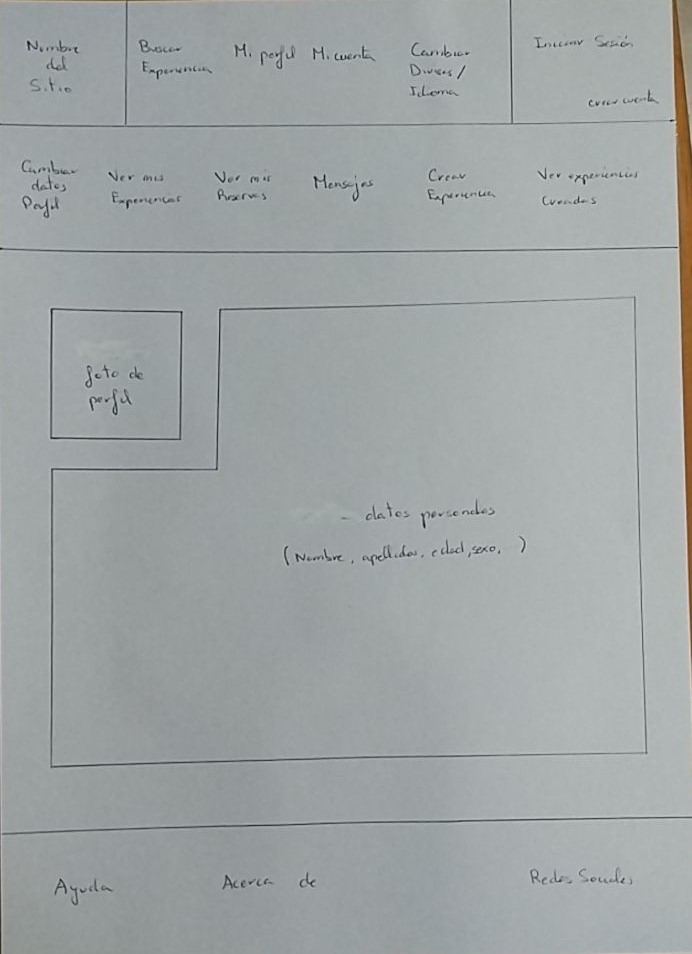 Nombre
del
Sitio
Buscar
Experiencia
Mi perfil
Mi cuenta
Cambiar
Divisas/
Idioma
Iniciar Sesión
crear cuenta
Cambiar
datos
Perfil
Ver mis
Experiencias
Ver mis
Reservas
Mensajes
Crear
Experiencia
Ver experiencias
Creadas
foto de
perfil
- datos personales
(Nombre, apellidos, edad, sexo, )
Ayuda
Acerca de
Redes Sociales